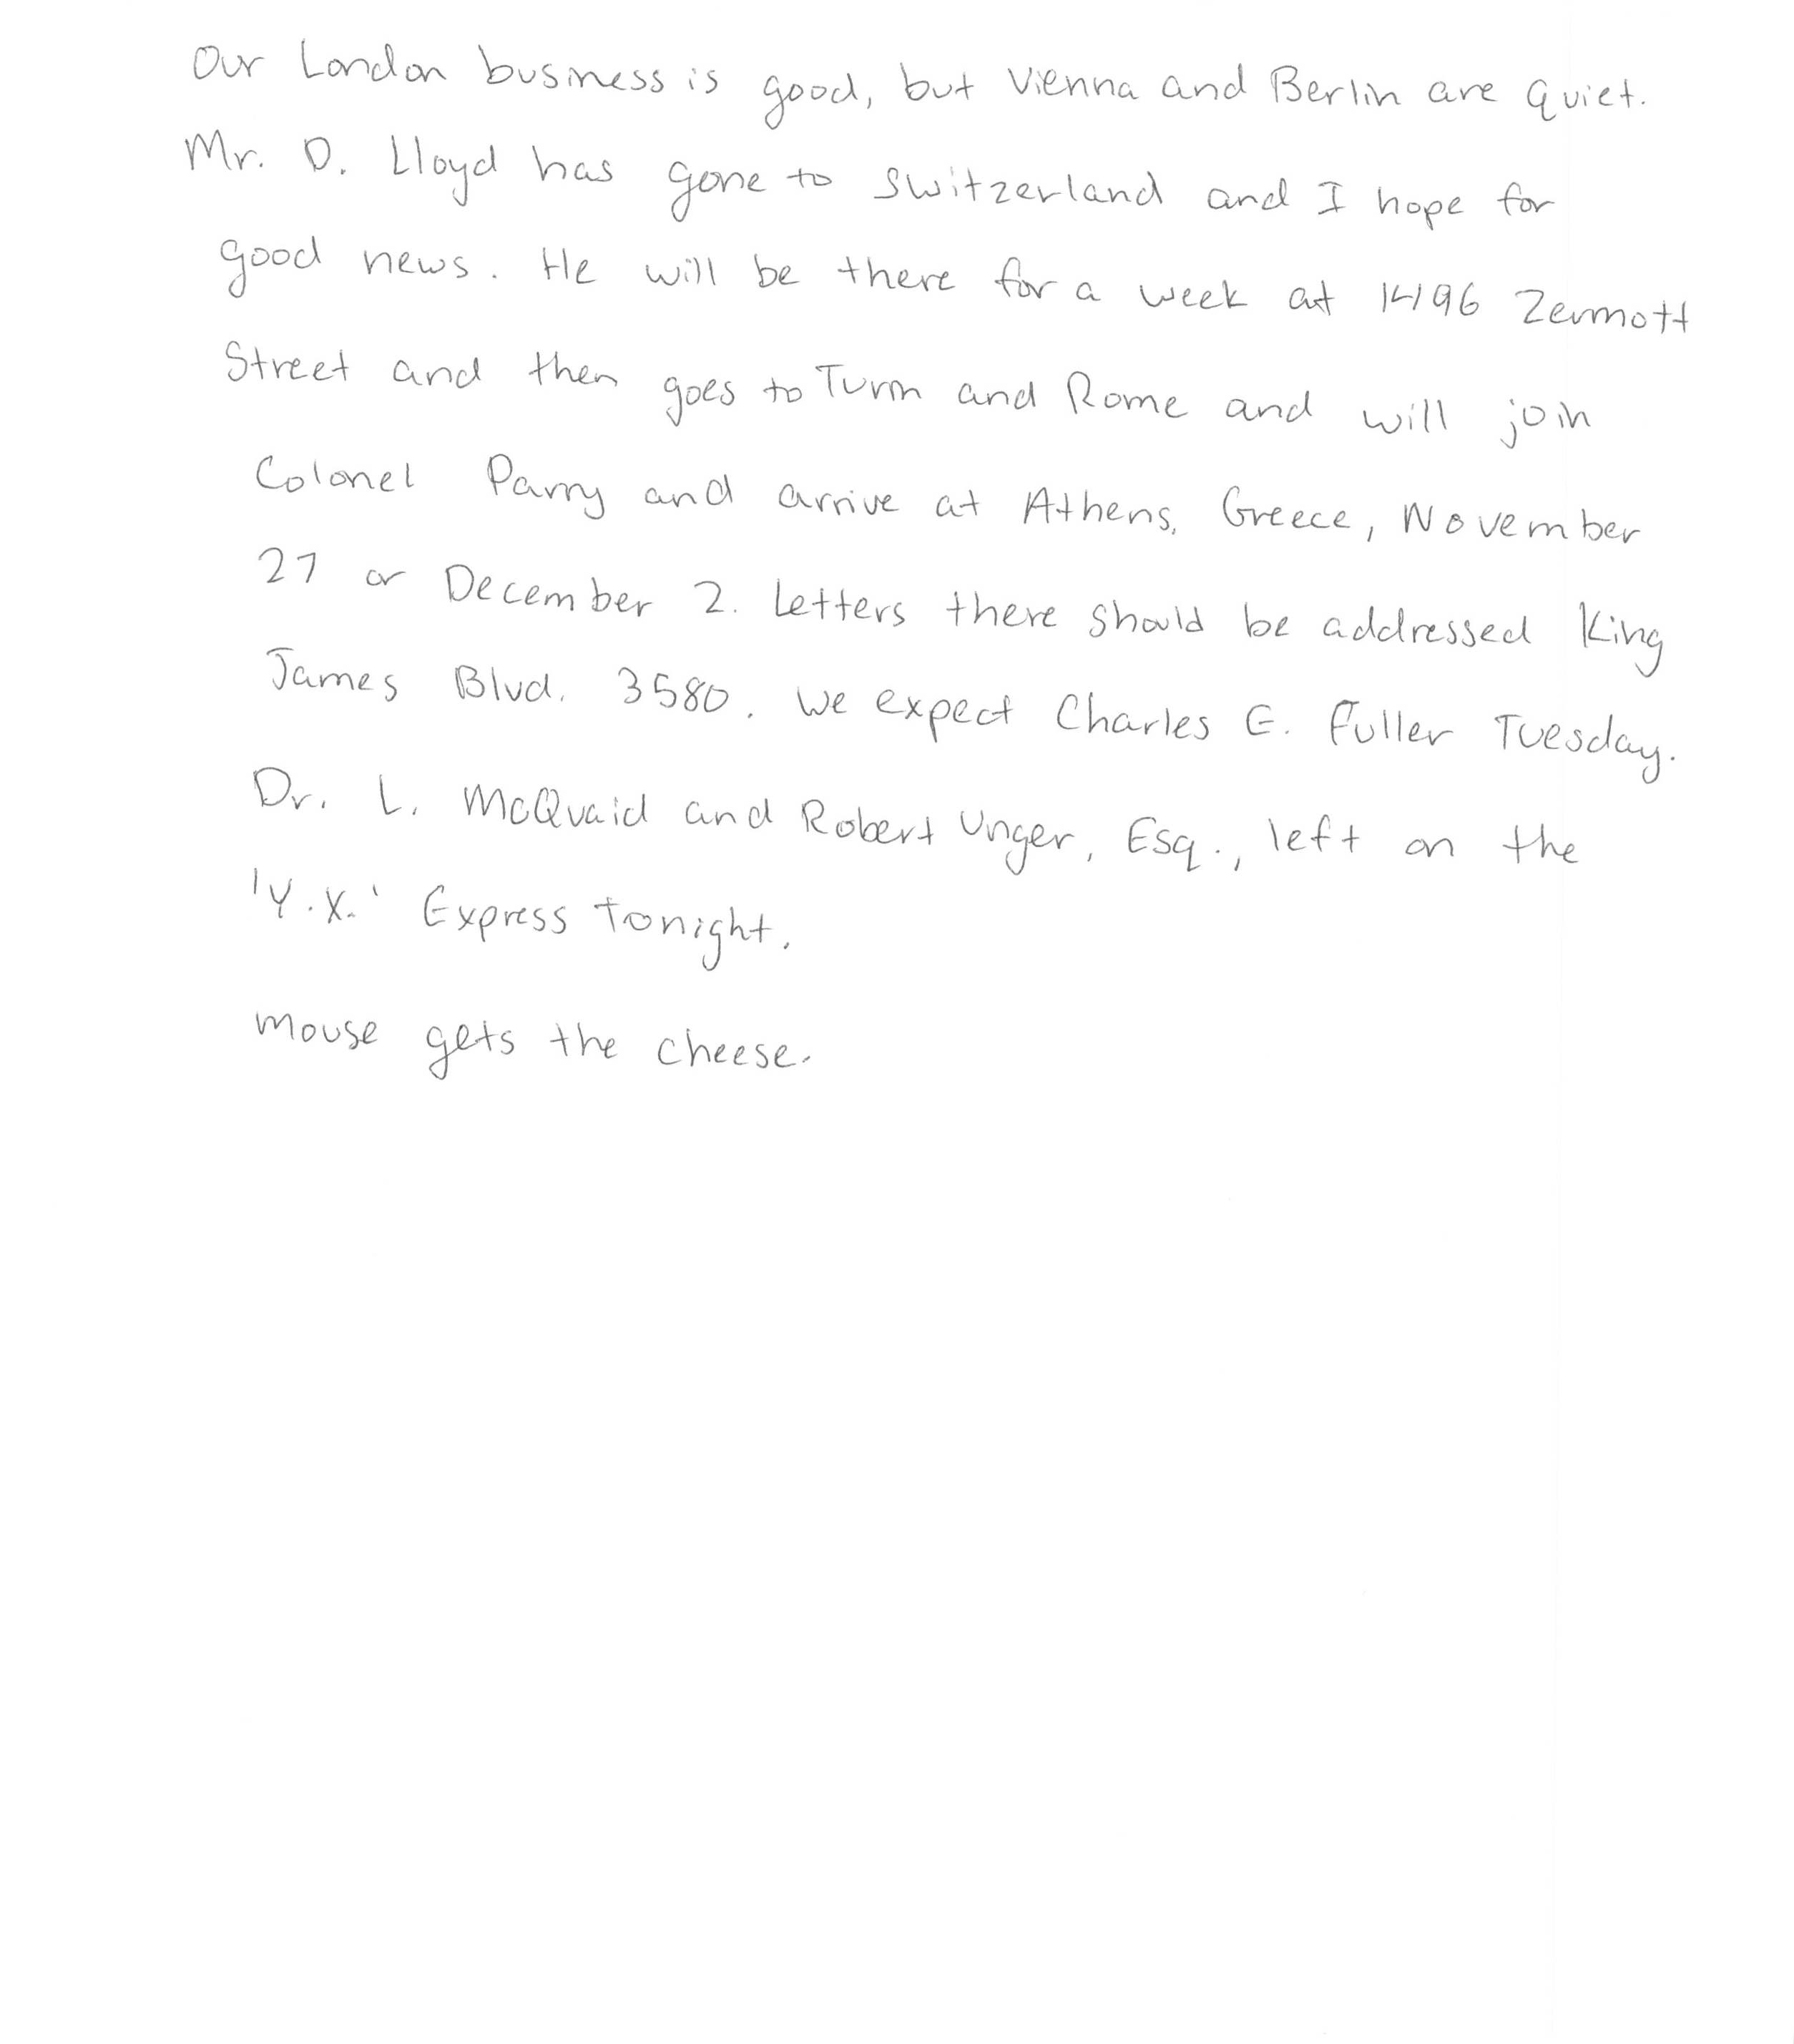 Our London business is good, but Vienna and Berlin are quiet.
Mr. D. Lloyd has gone to Switzerland and I hope for
good news. He will be there for a week at 1496 Zermott
Street and then goes to Turin and Rome and will join
Colonel Parry and arrive at Athens, Greece, November
27 or December 2. Letters there should be addressed King
James Blvd. 3580. We expect Charles E. Fuller Tuesday.
Dr. L. McQuaid and Robert Unger, Esq., left on the
'Y.X.' Express tonight.
mouse gets the cheese.